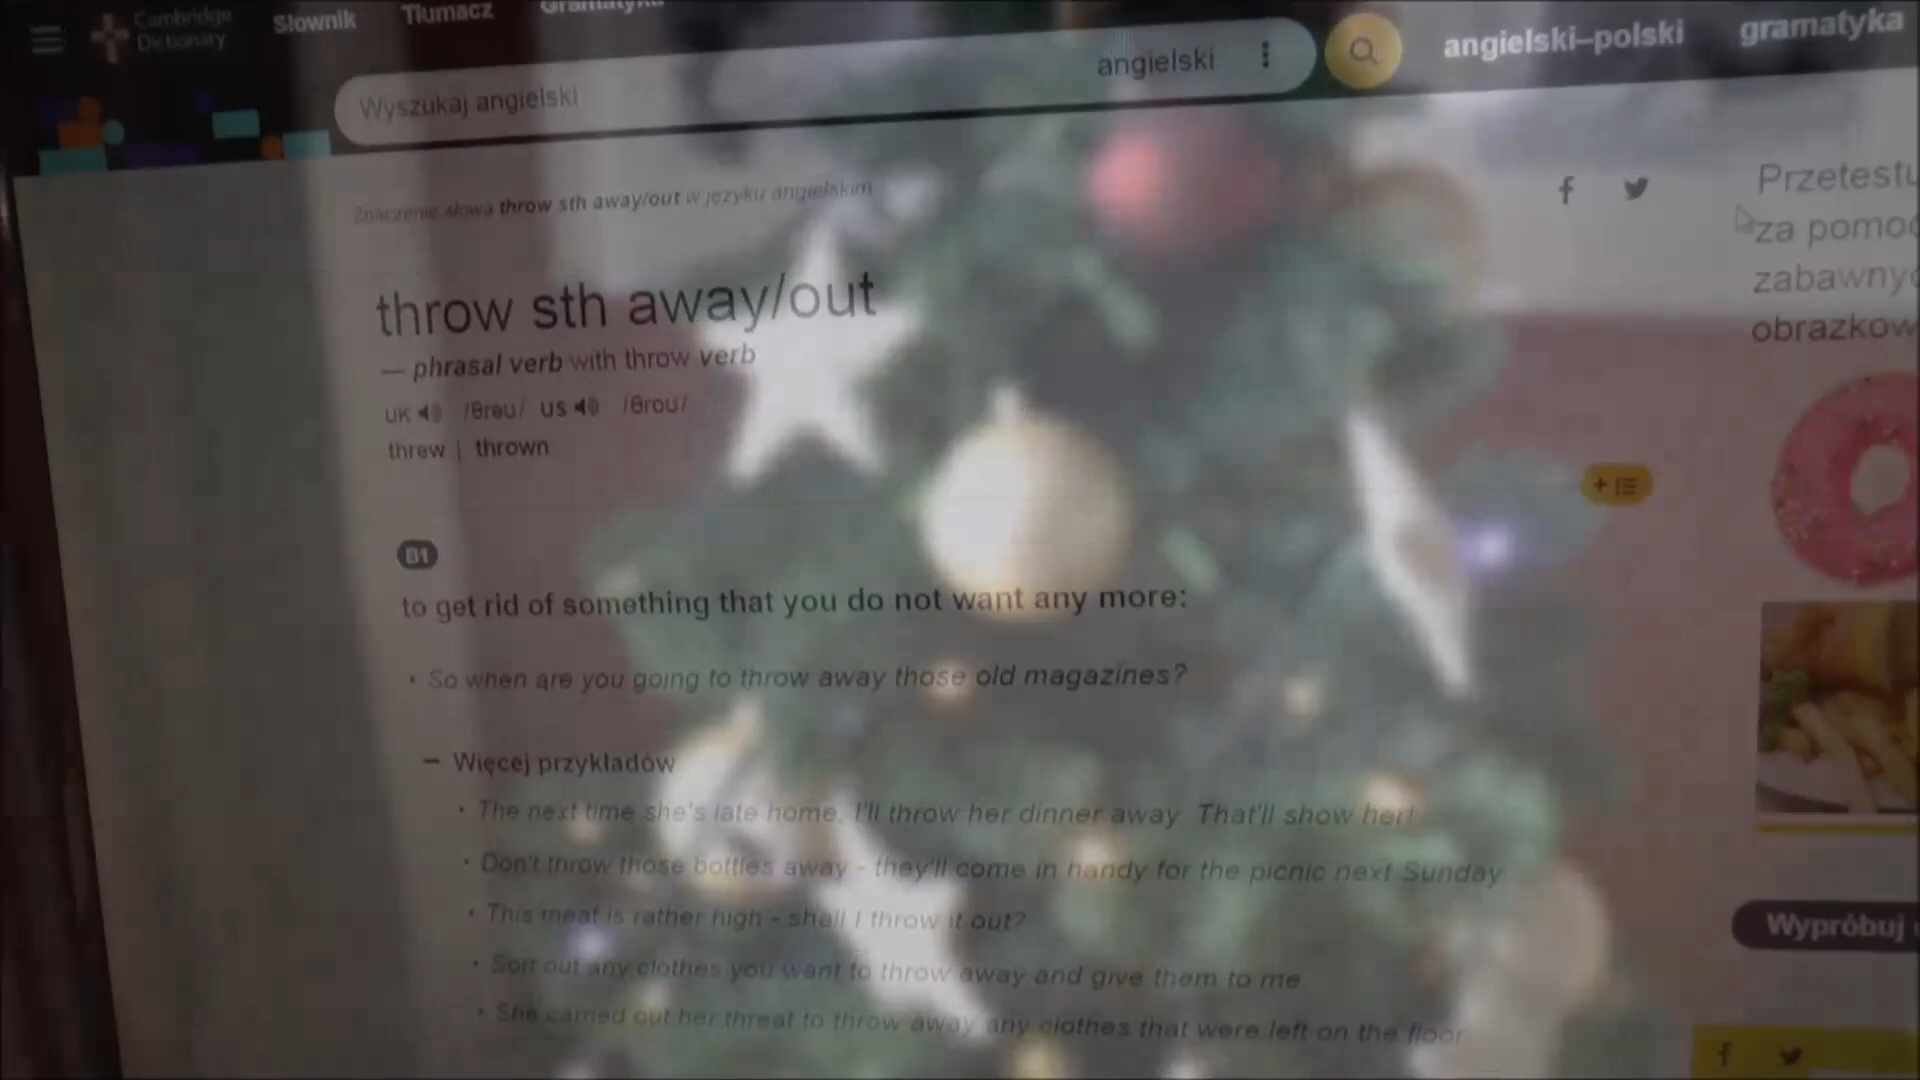 Cambridge
Dictionary
Słownik
Tłumacz
Gramatyka
Wyszukaj angielski
angielski
angielski–polski
gramatyka
Znaczenie słowa throw sth away/out w języku angielskim
throw sth away/out
— phrasal verb with throw verb
UK /θrəʊ/ US /θroʊ/
threw | thrown
B1
to get rid of something that you do not want any more:
• So when are you going to throw away those old magazines?
– Więcej przykładów
• The next time she's late home, I'll throw her dinner away. That'll show her!
• Don't throw those bottles away - they'll come in handy for the picnic next Sunday.
• This meat is rather high - shall I throw it out?
• Sort out any clothes you want to throw away and give them to me.
• She carried out her threat to throw away any clothes that were left on the floor.
Przetestu
za pomoc
zabawnyc
obrazkow
Wypróbuj